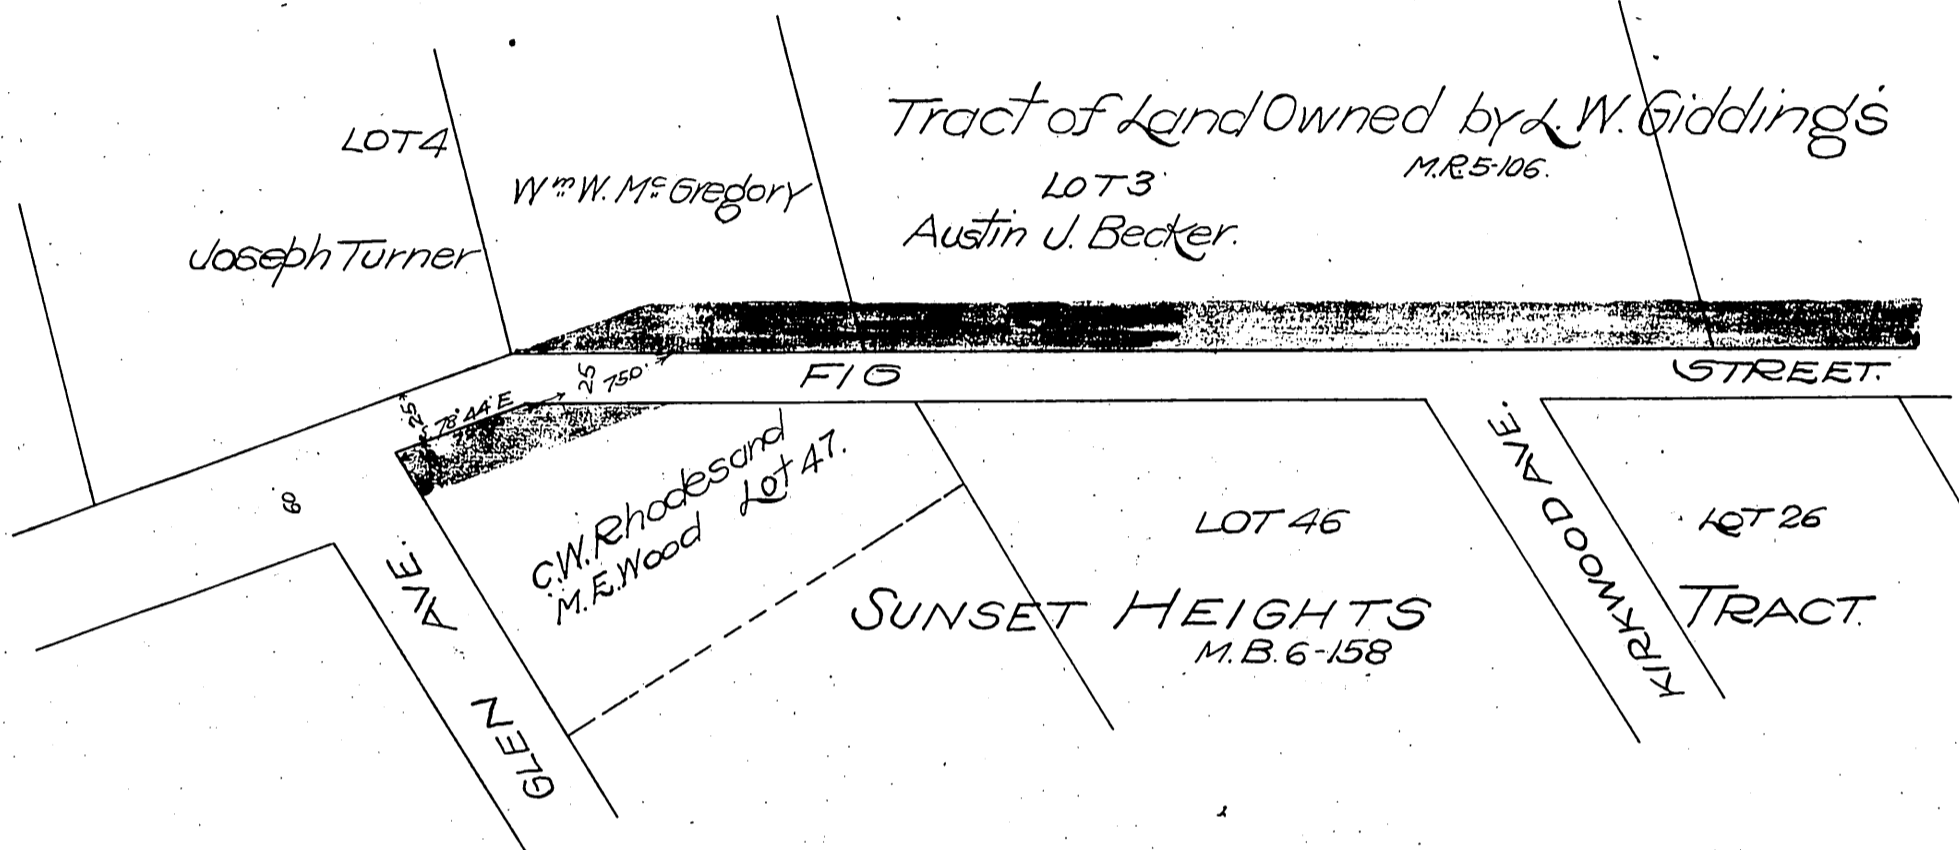 Tract of Land Owned by L. W. Giddings
M.R. 5-106.
LOT 4
Wm W. Mc Gregory
LOT 3
Austin J. Becker.
Joseph Turner
FIG STREET.
25
750'
25
78° 44' E
60
C.W. Rhodes and
M.E. Wood Lot 47.
LOT 46
LOT 26
SUNSET HEIGHTS TRACT.
M.B. 6-158
GLEN AVE.
KIRKWOOD AVE.